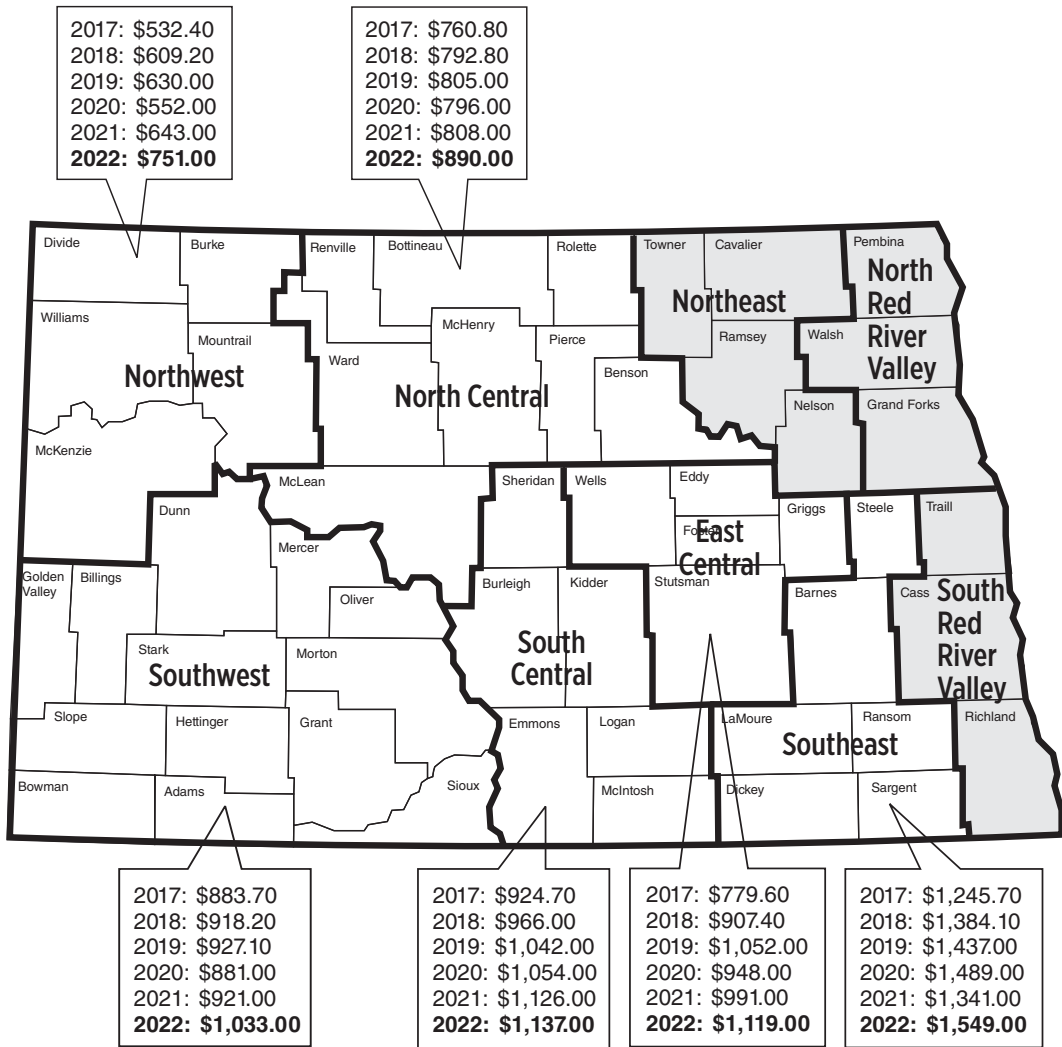 2017: $532.40
2018: $609.20
2019: $630.00
2020: $552.00
2021: $643.00
2022: $751.00
2017: $760.80
2018: $792.80
2019: $805.00
2020: $796.00
2021: $808.00
2022: $890.00
Divide
Burke
Renville
Bottineau
Rolette
Towner
Cavalier
Pembina
North
Red
River
Valley
Northeast
Williams
McHenry
Mountrail
Pierce
Ramsey
Walsh
Ward
Benson
Northwest
North Central
Nelson
Grand Forks
McKenzie
McLean
Sheridan
Wells
Eddy
Dunn
Griggs
Steele
Traill
Foster
East
Central
Mercer
Golden
Valley
Billings
Burleigh
Kidder
Stutsman
Barnes
Cass
South
Red
River
Valley
Oliver
Stark
Morton
Southwest
South
Central
Slope
Hettinger
Grant
Emmons
Logan
LaMoure
Ransom
Richland
Southeast
Bowman
Adams
Sioux
McIntosh
Dickey
Sargent
2017: $883.70
2018: $918.20
2019: $927.10
2020: $881.00
2021: $921.00
2022: $1,033.00
2017: $924.70
2018: $966.00
2019: $1,042.00
2020: $1,054.00
2021: $1,126.00
2022: $1,137.00
2017: $779.60
2018: $907.40
2019: $1,052.00
2020: $948.00
2021: $991.00
2022: $1,119.00
2017: $1,245.70
2018: $1,384.10
2019: $1,437.00
2020: $1,489.00
2021: $1,341.00
2022: $1,549.00